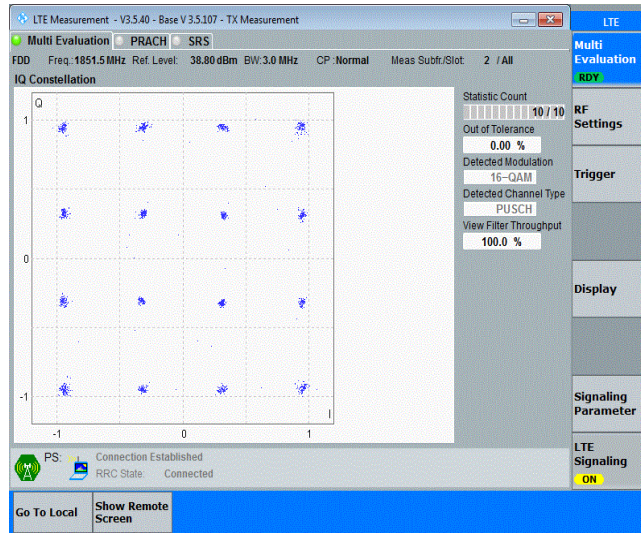 LTE Measurement - V3.5.40 - Base V 3.5.107 - TX Measurement
LTE
Multi Evaluation PRACH SRS
Multi
Evaluation
RDY
FDD Freq.: 1851.5 MHz Ref. Level: 38.80 dBm BW: 3.0 MHz CP : Normal Meas Subfr./Slot: 2 / All
IQ Constellation
Q
1
0
-1
-1 0 1
I
Statistic Count
10 / 10
Out of Tolerance
0.00 %
Detected Modulation
16-QAM
Detected Channel Type
PUSCH
View Filter Throughput
100.0 %
RF
Settings
Trigger
Display
Signaling
Parameter
LTE
Signaling
ON
PS: Connection Established
RRC State: Connected
Go To Local
Show Remote
Screen